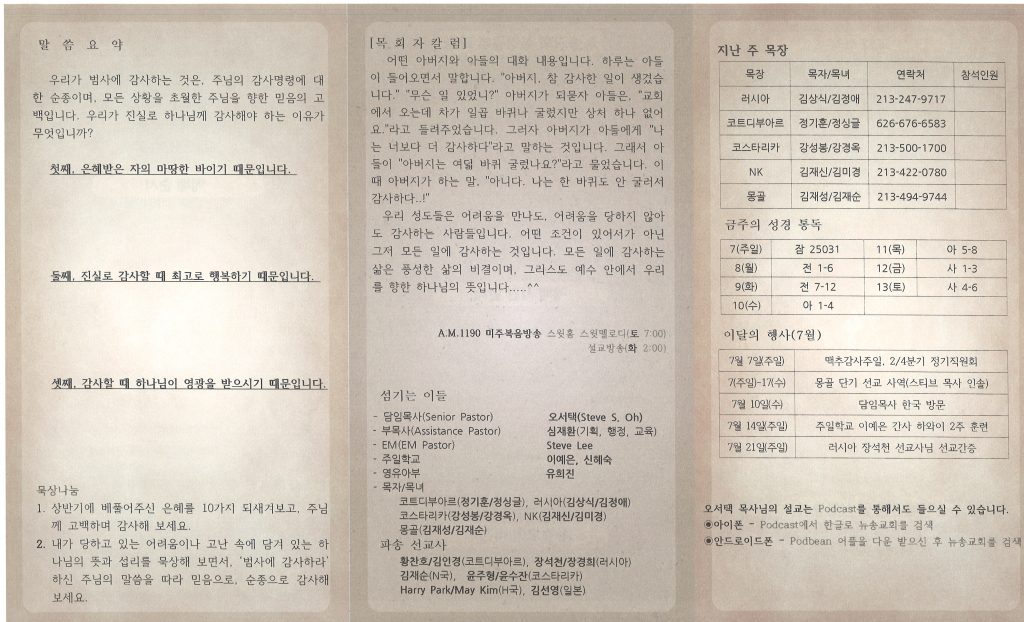 말 씀 요 약
우리가 범사에 감사하는 것은, 주님의 감사명령에 대
한 순종이며, 모든 상황을 초월한 주님을 향한 믿음의 고
백입니다. 우리가 진실로 하나님께 감사해야 하는 이유가
무엇입니까?
첫째, 은혜받은 자의 마땅한 바이기 때문입니다.
둘째, 진실로 감사할 때 최고로 행복하기 때문입니다.
셋째, 감사할 때 하나님이 영광을 받으시기 때문입니다.
묵상나눔
1. 상반기에 베풀어주신 은혜를 10가지 되새겨보고, 주님
께 고백하며 감사해 보세요.
2. 내가 당하고 있는 어려움이나 고난 속에 담겨 있는 하
나님의 뜻과 섭리를 묵상해 보면서, '범사에 감사하라'
하신 주님의 말씀을 따라 믿음으로, 순종으로 감사해
보세요.
[목 회 자 칼 럼]
어떤 아버지와 아들의 대화 내용입니다. 하루는 아들
이 들어오면서 말합니다. "아버지, 참 감사한 일이 생겼습
니다." "무슨 일 있었니?" 아버지가 되묻자 아들은, "교회
에서 오는데 차가 일곱 바퀴나 굴렀지만 상처 하나 없어
요."라고 들려주었습니다. 그러자 아버지가 아들에게 "나
는 너보다 더 감사하다"라고 말하는 것입니다. 그래서 아
들이 "아버지는 여덟 바퀴 굴렀나요?"라고 물었습니다. 이
때 아버지가 하는 말, "아니다. 나는 한 바퀴도 안 굴러서
감사하다..!"
우리 성도들은 어려움을 만나도, 어려움을 당하지 않아
도 감사하는 사람들입니다. 어떤 조건이 있어서가 아닌
그저 모든 일에 감사하는 것입니다. 모든 일에 감사하는
삶은 풍성한 삶의 비결이며, 그리스도 예수 안에서 우리
를 향한 하나님의 뜻입니다.....^^
A.M.1190 미주복음방송 스윗홈 스윗멜로디(토 7:00)
설교방송(화 2:00)
섬기는 이들
- 담임목사(Senior Pastor) 오서택(Steve S. Oh)
- 부목사(Assistance Pastor) 심재환(기획, 행정, 교육)
- EM(EM Pastor) Steve Lee
- 주일학교 이예은, 신혜숙
- 영유아부 유희진
- 목자/목녀
코트디부아르(정기훈/정싱글), 러시아(김상식/김정애)
코스타리카(강성봉/강경옥), NK(김재신/김미경)
몽골(김재성/김재순)
파송 선교사
황찬호/김인경(코트디부아르), 장석천/장경희(러시아)
김재순(N국), 윤주형/윤수잔(코스타리카)
Harry Park/May Kim(H국), 김선영(일본)
지난 주 목장
목장 목자/목녀 연락처 참석인원
러시아 김상식/김정애 213-247-9717
코트디부아르 정기훈/정싱글 626-676-6583
코스타리카 강성봉/강경옥 213-500-1700
NK 김재신/김미경 213-422-0780
몽골 김재성/김재순 213-494-9744
금주의 성경 통독
7(주일) 잠 25031 11(목) 아 5-8
8(월) 전 1-6 12(금) 사 1-3
9(화) 전 7-12 13(토) 사 4-6
10(수) 아 1-4
이달의 행사(7월)
7월 7일(주일) 맥추감사주일, 2/4분기 정기직원회
7(주일)-17(수) 몽골 단기 선교 사역(스티브 목사 인솔)
7월 10일(수) 담임목사 한국 방문
7월 14일(주일) 주일학교 이예은 간사 하와이 2주 훈련
7월 21일(주일) 러시아 장석천 선교사님 선교간증
오서택 목사님의 설교는 Podcast를 통해서도 들으실 수 있습니다.
◉아이폰 - Podcast에서 한글로 뉴송교회를 검색
◉안드로이드폰 - Podbean 어플을 다운 받으신 후 뉴송교회를 검색